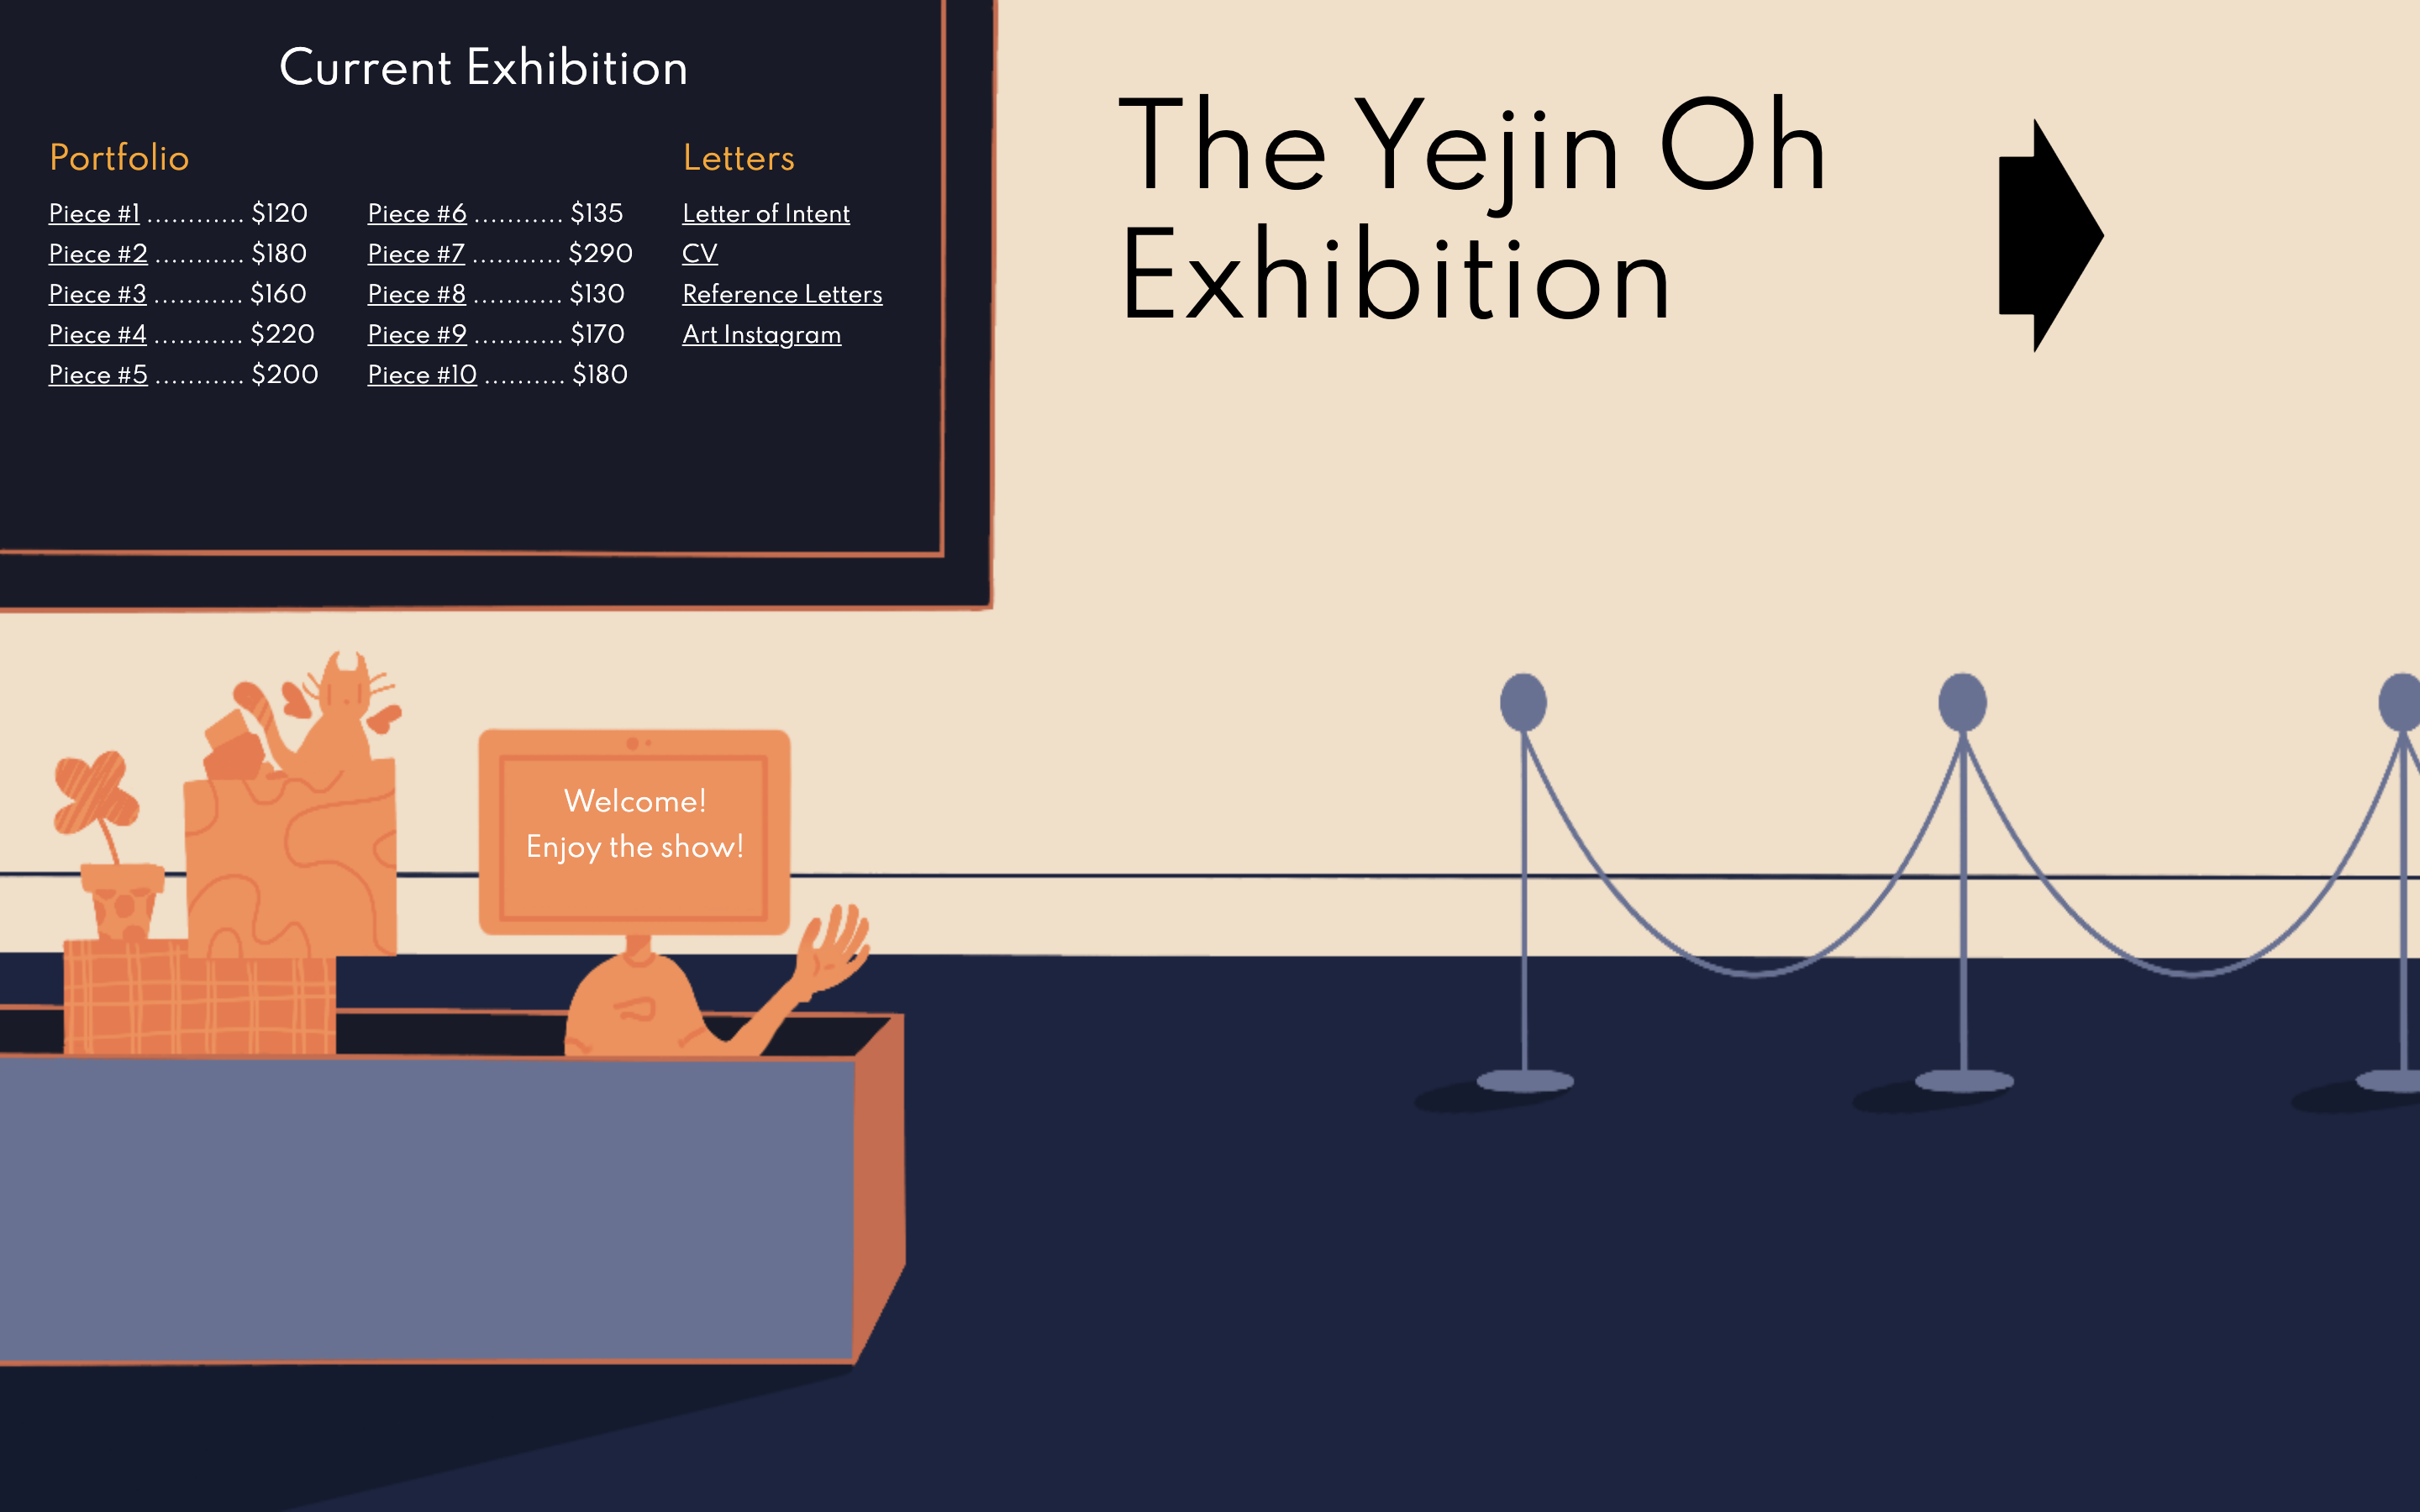 Current Exhibition
Portfolio
Piece #1 ............ $120
Piece #2 ........... $180
Piece #3 ........... $160
Piece #4 ........... $220
Piece #5 ........... $200
Piece #6 ........... $135
Piece #7 ........... $290
Piece #8 ........... $130
Piece #9 ........... $170
Piece #10 .......... $180
Letters
Letter of Intent
CV
Reference Letters
Art Instagram
The Yejin Oh
Exhibition
Welcome!
Enjoy the show!